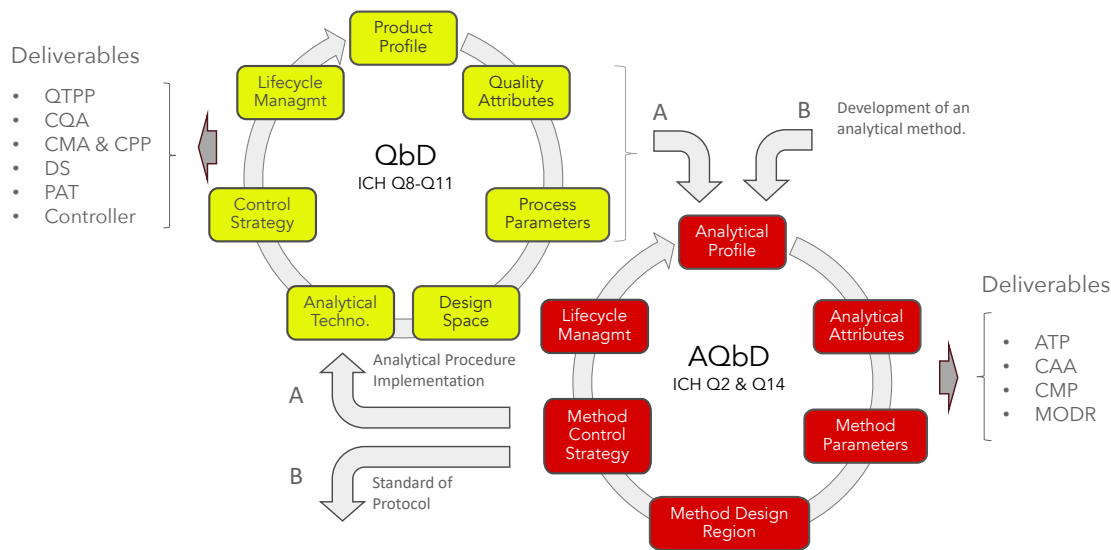 Deliverables
• QTPP
• CQA
• CMA & CPP
• DS
• PAT
• Controller
Product
Profile
Lifecycle
Managmt
Quality
Attributes
QbD
ICH Q8-Q11
Control
Strategy
Process
Parameters
Analytical
Techno.
Design
Space
A
B
Development of an
analytical method.
Analytical
Profile
Lifecycle
Managmt
Analytical
Attributes
AQbD
ICH Q2 & Q14
Method
Control
Strategy
Method
Parameters
Method Design
Region
Deliverables
• ATP
• CAA
• CMP
• MODR
Analytical Procedure
Implementation
A
B
Standard of
Protocol